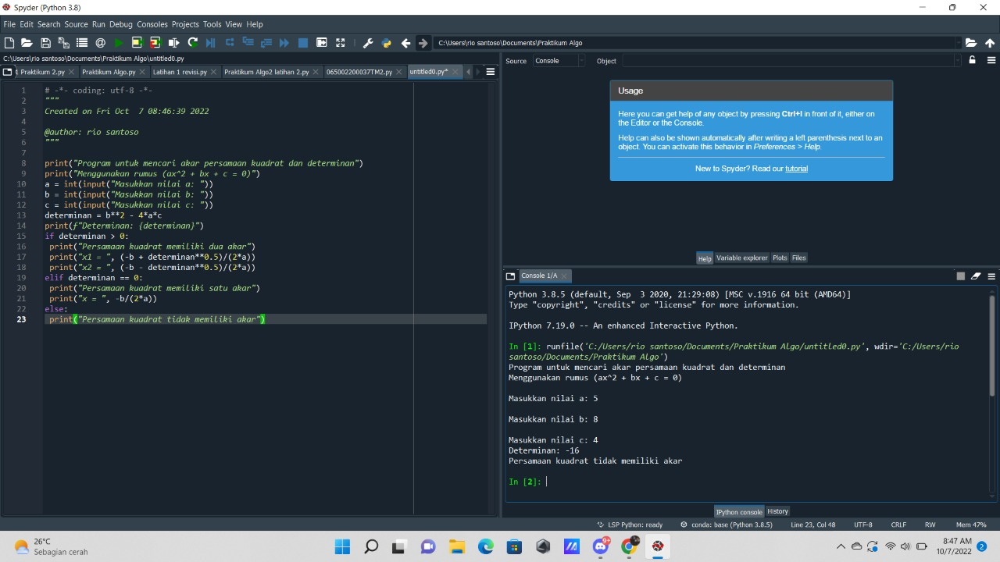 Spyder (Python 3.8)
File Edit Search Source Run Debug Consoles Projects Tools View Help
C:\Users\rio santoso\Documents\Praktikum Algo
C:\Users\rio santoso\Documents\Praktikum Algo\untitled0.py
1 Praktikum 2.py Praktikum Algo.py Latihan 1 revisi.py Praktikum Algo2 latihan 2.py 065002200037TM2.py untitled0.py*
1 # -*- coding: utf-8 -*-
2 """
3 Created on Fri Oct  7 08:46:39 2022
4
5 @author: rio santoso
6 """
7
8 print("Program untuk mencari akar persamaan kuadrat dan determinan")
9 print("Menggunakan rumus (ax^2 + bx + c = 0)")
10 a = int(input("Masukkan nilai a: "))
11 b = int(input("Masukkan nilai b: "))
12 c = int(input("Masukkan nilai c: "))
13 determinan = b**2 - 4*a*c
14 print(f"Determinan: {determinan}")
15 if determinan > 0:
16  print("Persamaan kuadrat memiliki dua akar")
17  print("x1 = ", (-b + determinan**0.5)/(2*a))
18  print("x2 = ", (-b - determinan**0.5)/(2*a))
19 elif determinan == 0:
20  print("Persamaan kuadrat memiliki satu akar")
21  print("x = ", -b/(2*a))
22 else:
23  print("Persamaan kuadrat tidak memiliki akar")
Source Console Object
Usage
Here you can get help of any object by pressing Ctrl+I in front of it, either on
the Editor or the Console.
Help can also be shown automatically after writing a left parenthesis next to an
object. You can activate this behavior in Preferences > Help.
New to Spyder? Read our tutorial
Help Variable explorer Plots Files
Console 1/A
Python 3.8.5 (default, Sep  3 2020, 21:29:08) [MSC v.1916 64 bit (AMD64)]
Type "copyright", "credits" or "license" for more information.
IPython 7.19.0 -- An enhanced Interactive Python.
In [1]: runfile('C:/Users/rio santoso/Documents/Praktikum Algo/untitled0.py', wdir='C:/Users/rio
santoso/Documents/Praktikum Algo')
Program untuk mencari akar persamaan kuadrat dan determinan
Menggunakan rumus (ax^2 + bx + c = 0)
Masukkan nilai a: 5
Masukkan nilai b: 8
Masukkan nilai c: 4
Determinan: -16
Persamaan kuadrat tidak memiliki akar
In [2]:
IPython console History
LSP Python: ready conda: base (Python 3.8.5) Line 23, Col 48 UTF-8 CRLF RW Mem 47%
26°C
Sebagian cerah
9+
8:47 AM
10/7/2022
2